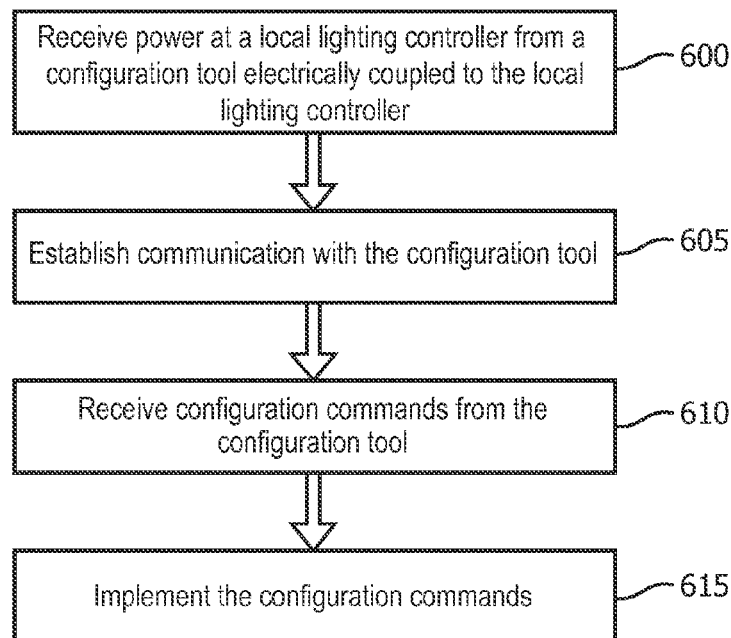 Receive power at a local lighting controller from a
configuration tool electrically coupled to the local
lighting controller
600
Establish communication with the configuration tool
605
Receive configuration commands from the
configuration tool
610
Implement the configuration commands
615